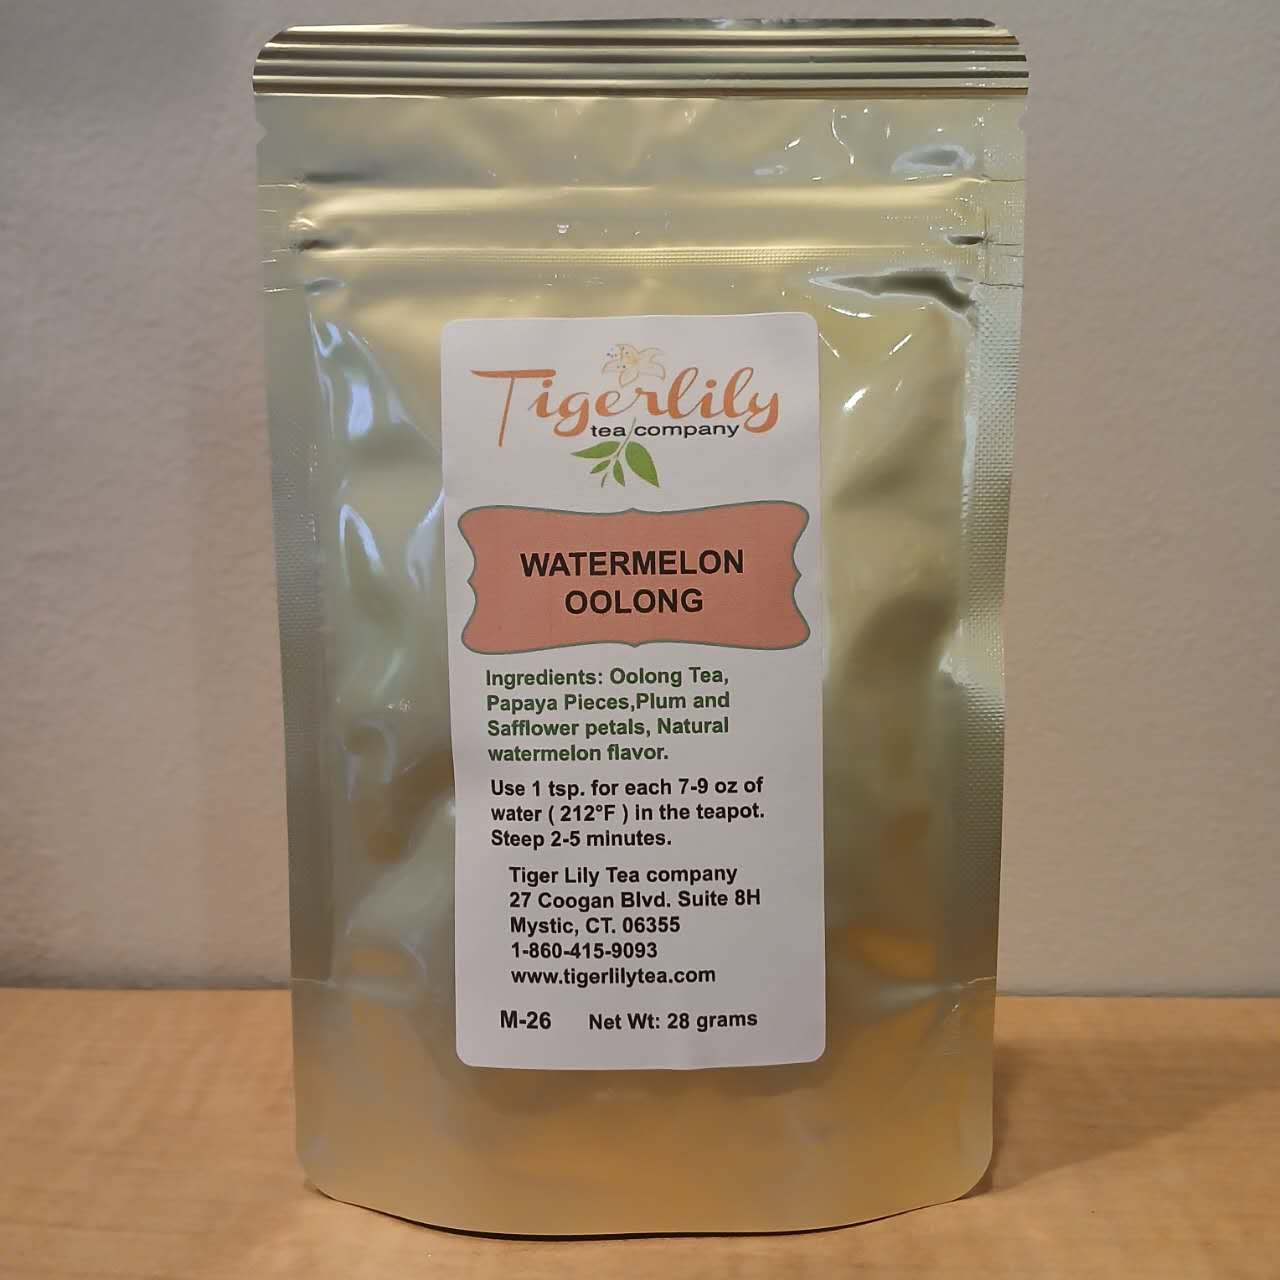 Tigerlily
tea company
WATERMELON
OOLONG
Ingredients: Oolong Tea,
Papaya Pieces,Plum and
Safflower petals, Natural
watermelon flavor.
Use 1 tsp. for each 7-9 oz of
water ( 212°F ) in the teapot.
Steep 2-5 minutes.
Tiger Lily Tea company
27 Coogan Blvd. Suite 8H
Mystic, CT. 06355
1-860-415-9093
www.tigerlilytea.com
M-26 Net Wt: 28 grams